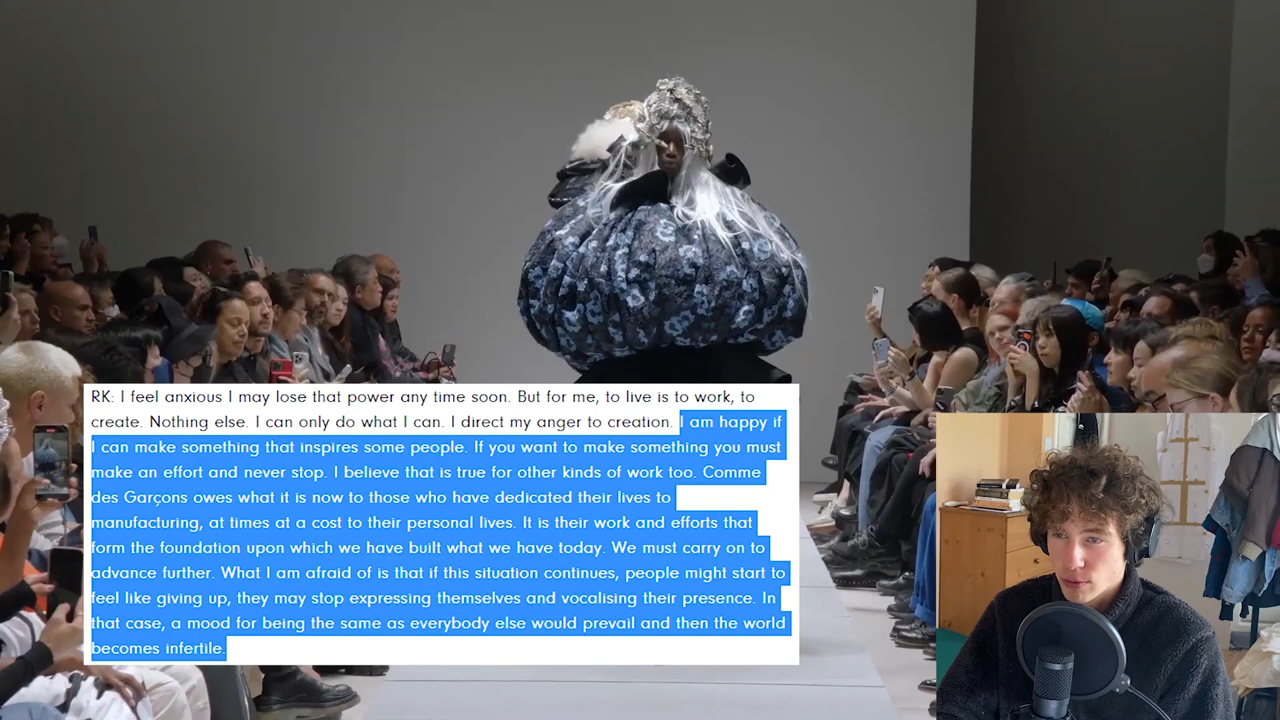 RK: I feel anxious I may lose that power any time soon. But for me, to live is to work, to
create. Nothing else. I can only do what I can. I direct my anger to creation. I am happy if
I can make something that inspires some people. If you want to make something you must
make an effort and never stop. I believe that is true for other kinds of work too. Comme
des Garçons owes what it is now to those who have dedicated their lives to
manufacturing, at times at a cost to their personal lives. It is their work and efforts that
form the foundation upon which we have built what we have today. We must carry on to
advance further. What I am afraid of is that if this situation continues, people might start to
feel like giving up, they may stop expressing themselves and vocalising their presence. In
that case, a mood for being the same as everybody else would prevail and then the world
becomes infertile.